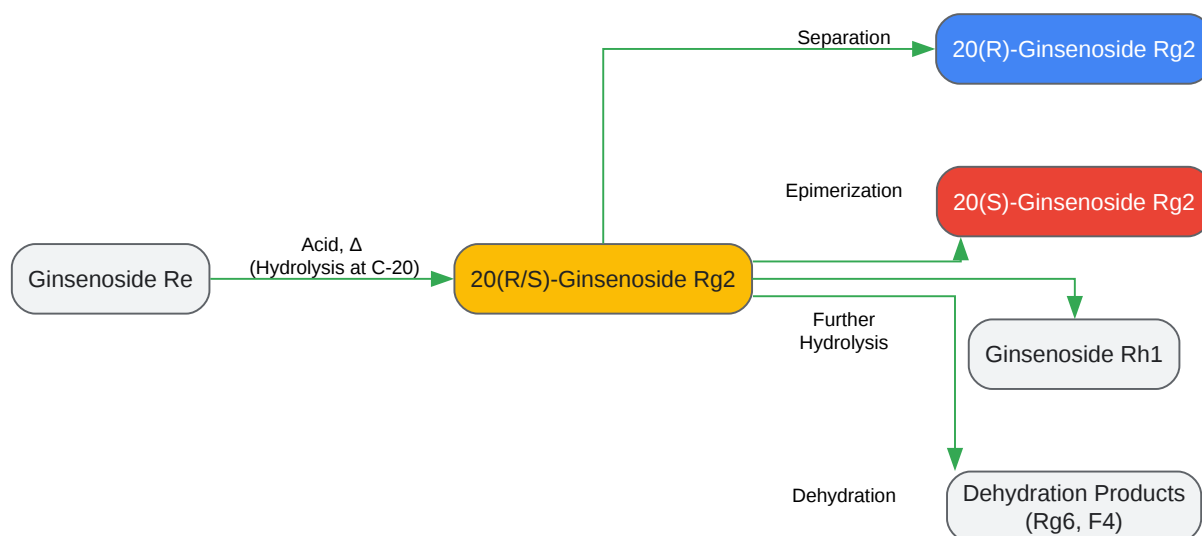 Separation
20(R)-Ginsenoside Rg2
Epimerization
20(S)-Ginsenoside Rg2
Ginsenoside Re
Acid, Δ
(Hydrolysis at C-20)
20(R/S)-Ginsenoside Rg2
Further
Hydrolysis
Ginsenoside Rh1
Dehydration
Dehydration Products
(Rg6, F4)